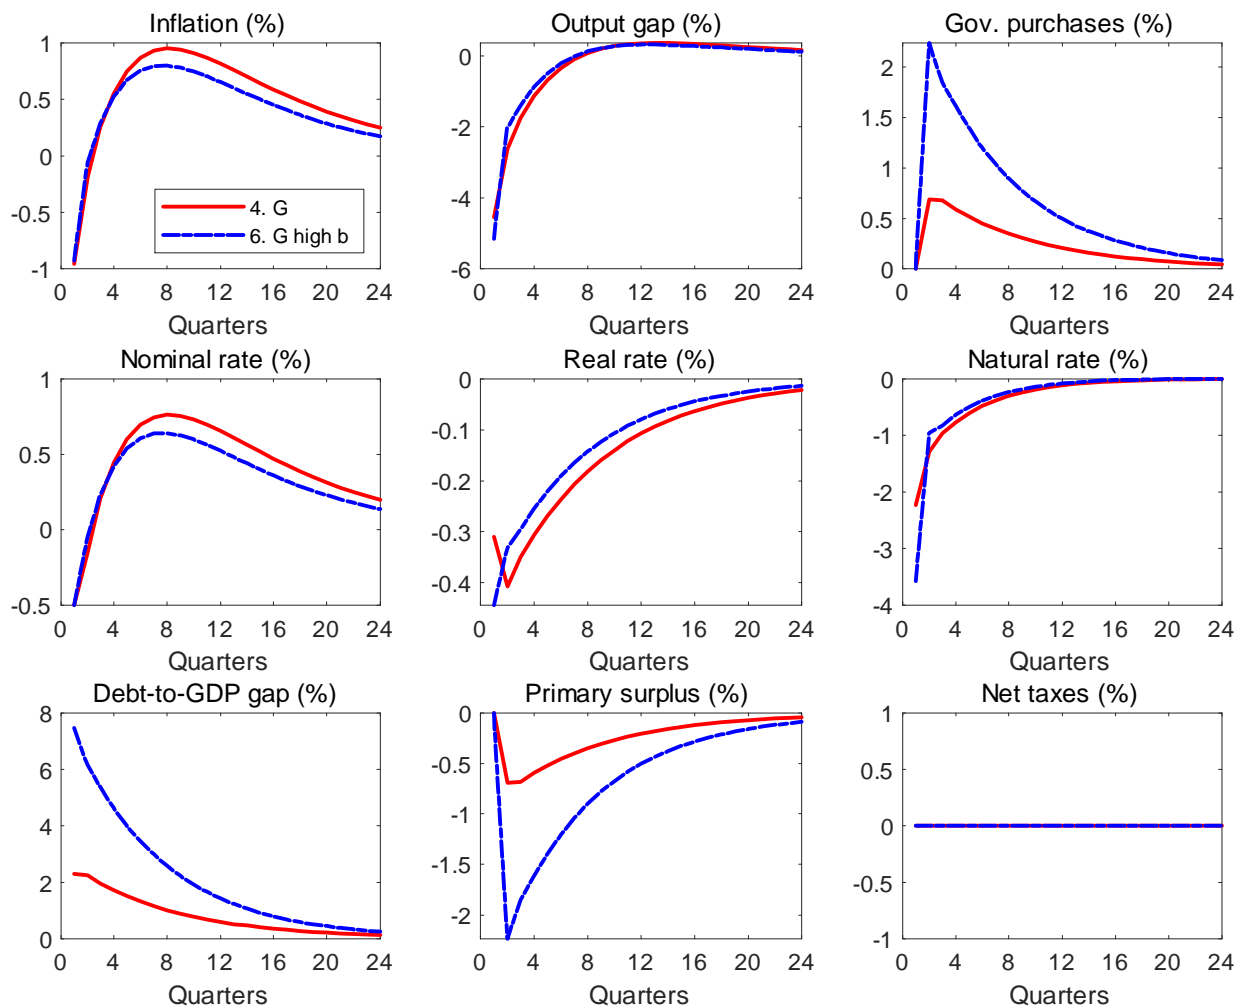 Inflation (%)
1
0.5
0
-0.5
-1
0 4 8 12 16 20 24
Quarters
4. G
6. G high b
Output gap (%)
0
-2
-4
-6
0 4 8 12 16 20 24
Quarters
Gov. purchases (%)
2
1.5
1
0.5
0
0 4 8 12 16 20 24
Quarters
Nominal rate (%)
1
0.5
0
-0.5
0 4 8 12 16 20 24
Quarters
Real rate (%)
0
-0.1
-0.2
-0.3
-0.4
0 4 8 12 16 20 24
Quarters
Natural rate (%)
0
-1
-2
-3
-4
0 4 8 12 16 20 24
Quarters
Debt-to-GDP gap (%)
8
6
4
2
0
0 4 8 12 16 20 24
Quarters
Primary surplus (%)
0
-0.5
-1
-1.5
-2
0 4 8 12 16 20 24
Quarters
Net taxes (%)
1
0.5
0
-0.5
-1
0 4 8 12 16 20 24
Quarters